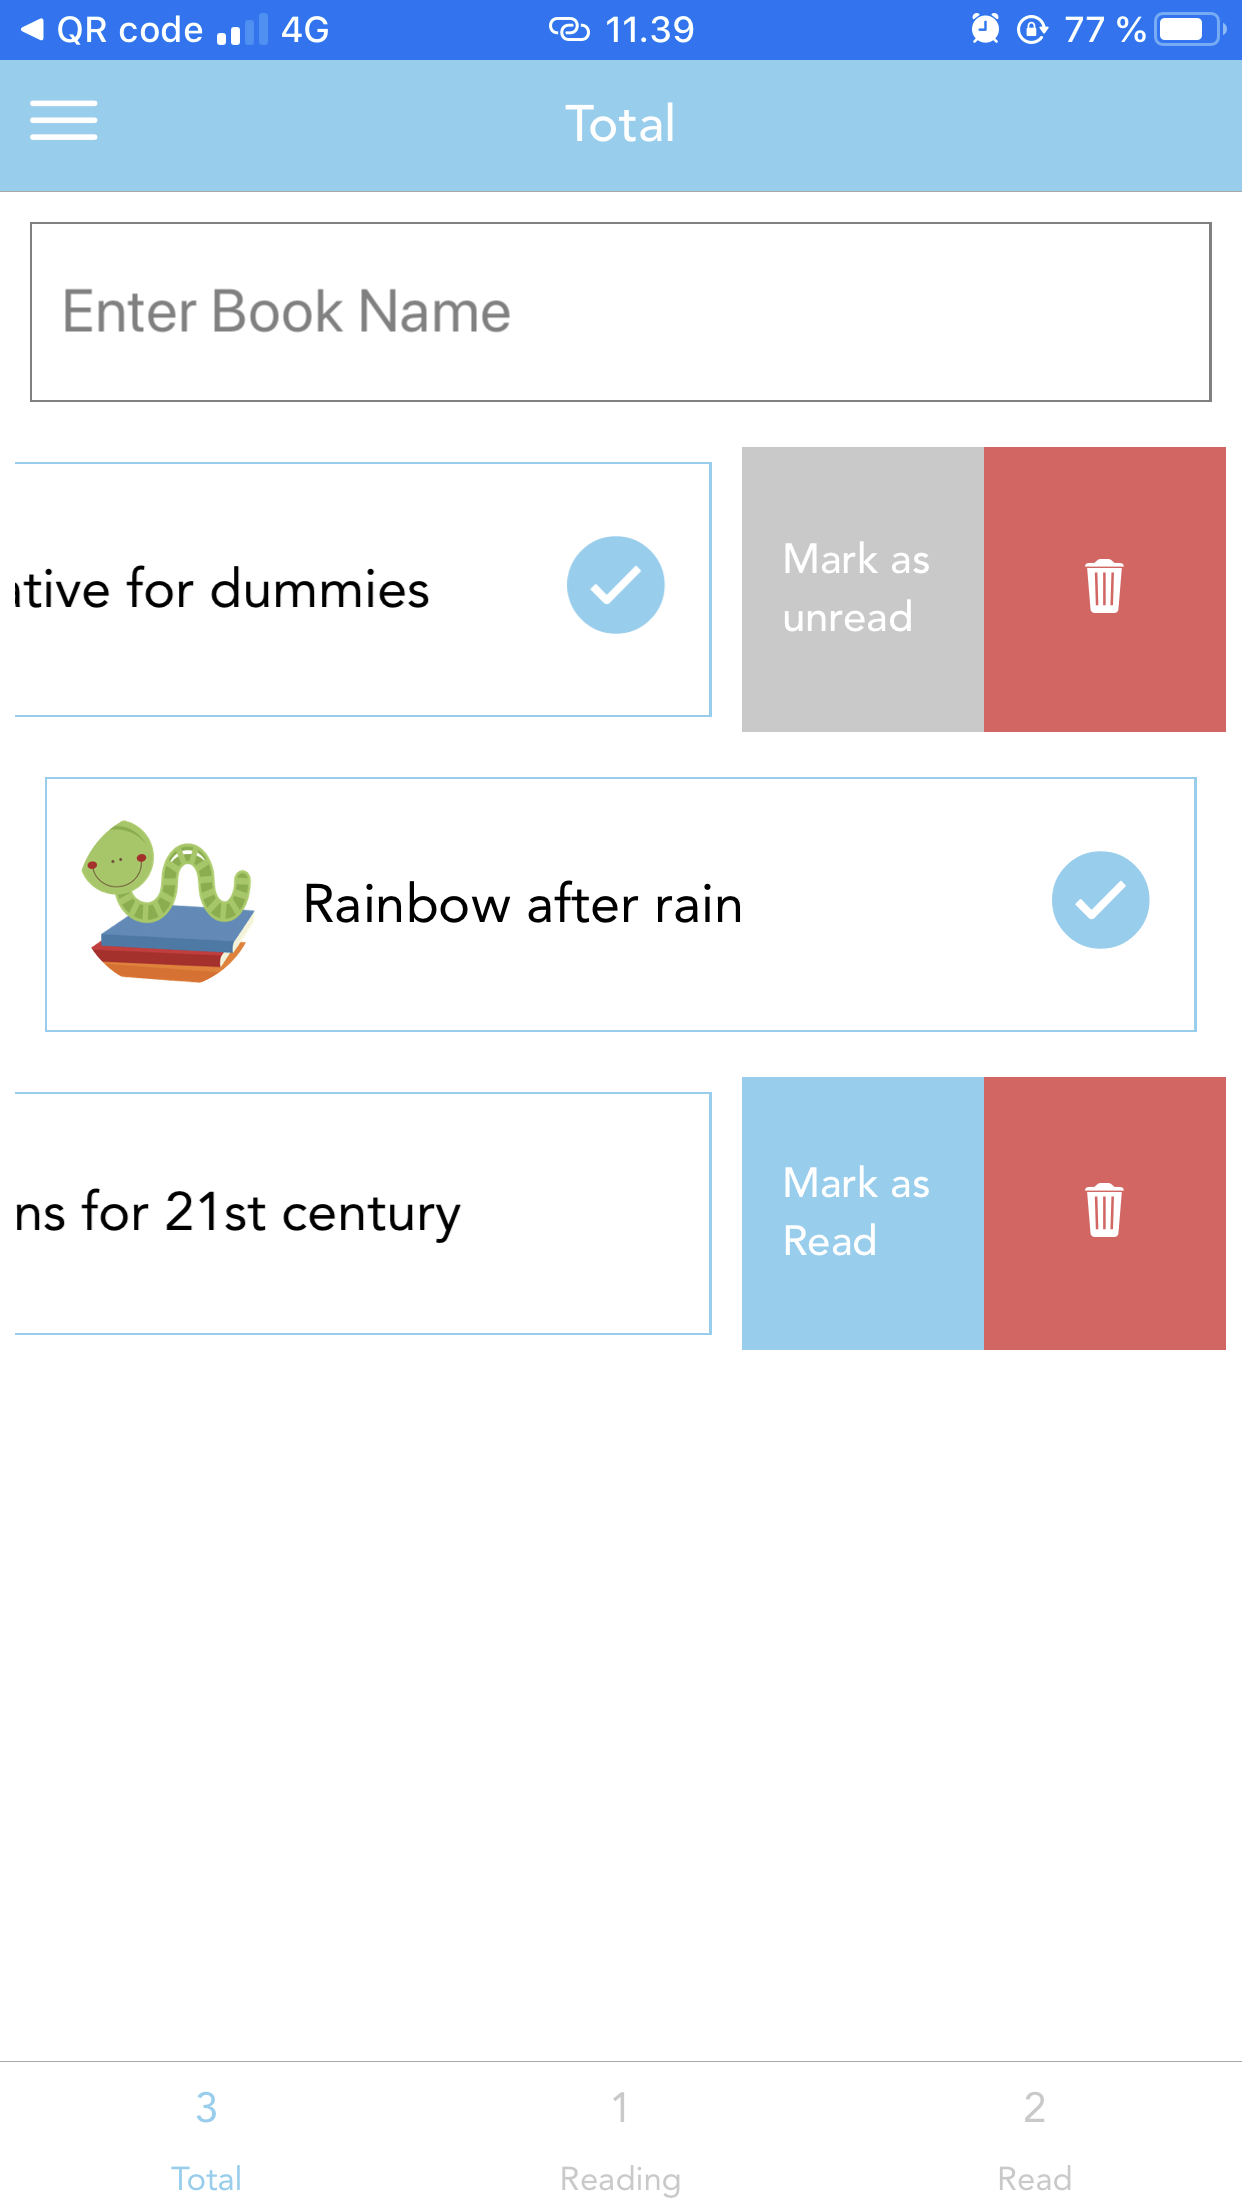 QR code 4G 11.39 77 %
Total
Enter Book Name
tive for dummies
Mark as
unread
Rainbow after rain
ns for 21st century
Mark as
Read
3 1 2
Total Reading Read